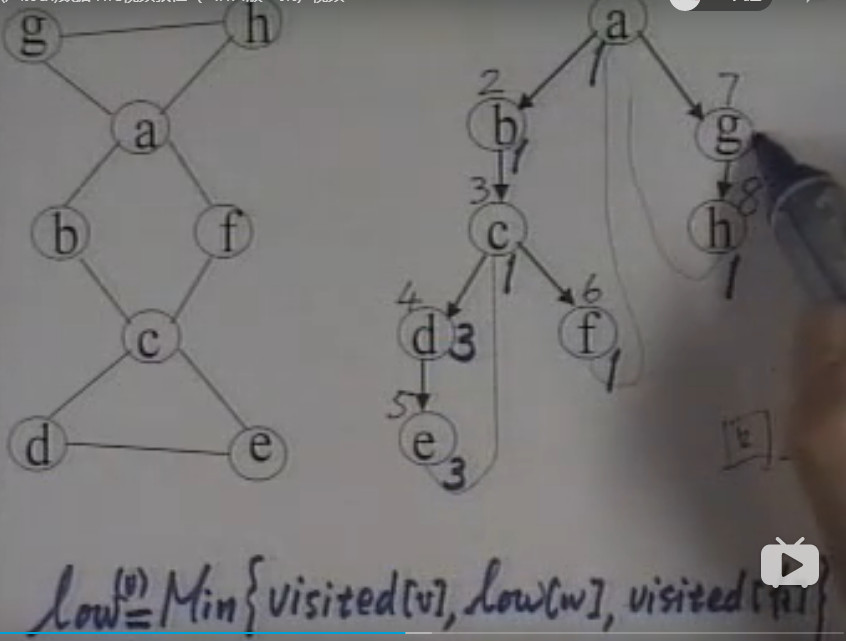 g h
a
b f
c
d e
a
1
2 7
b g
1
3 8
c h
1 1
4 6
d 3 f
1
5
e
3
low(v) = Min{visited[v], low[w], visited[k]}